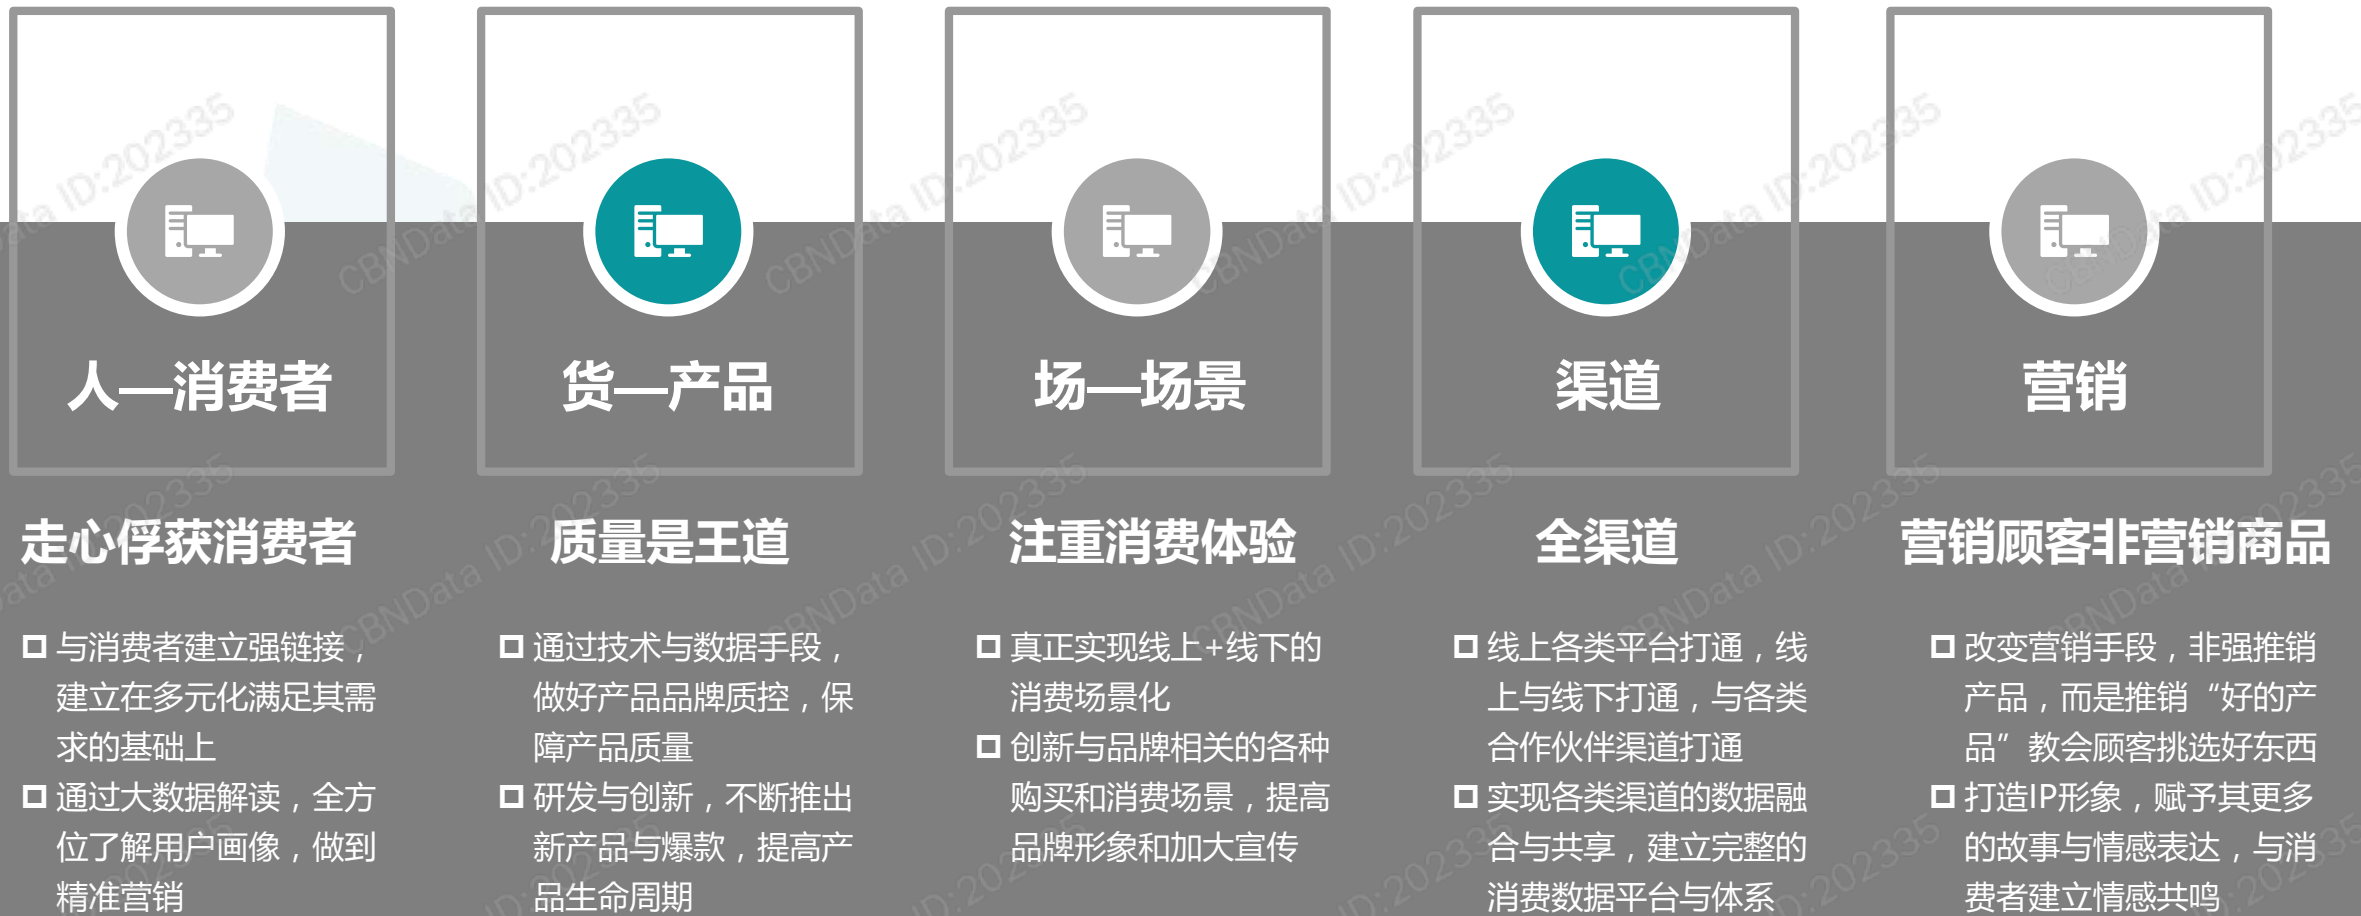 人—消费者
走心俘获消费者
与消费者建立强链接，
建立在多元化满足其需
求的基础上
通过大数据解读，全方
位了解用户画像，做到
精准营销
货—产品
质量是王道
通过技术与数据手段，
做好产品品牌质控，保
障产品质量
研发与创新，不断推出
新产品与爆款，提高产
品生命周期
场—场景
注重消费体验
真正实现线上+线下的
消费场景化
创新与品牌相关的各种
购买和消费场景，提高
品牌形象和加大宣传
渠道
全渠道
线上各类平台打通，线
上与线下打通，与各类
合作伙伴渠道打通
实现各类渠道的数据融
合与共享，建立完整的
消费数据平台与体系
营销
营销顾客非营销商品
改变营销手段，非强推销
产品，而是推销“好的产
品”教会顾客挑选好东西
打造IP形象，赋予其更多
的故事与情感表达，与消
费者建立情感共鸣
CBNData ID:202335